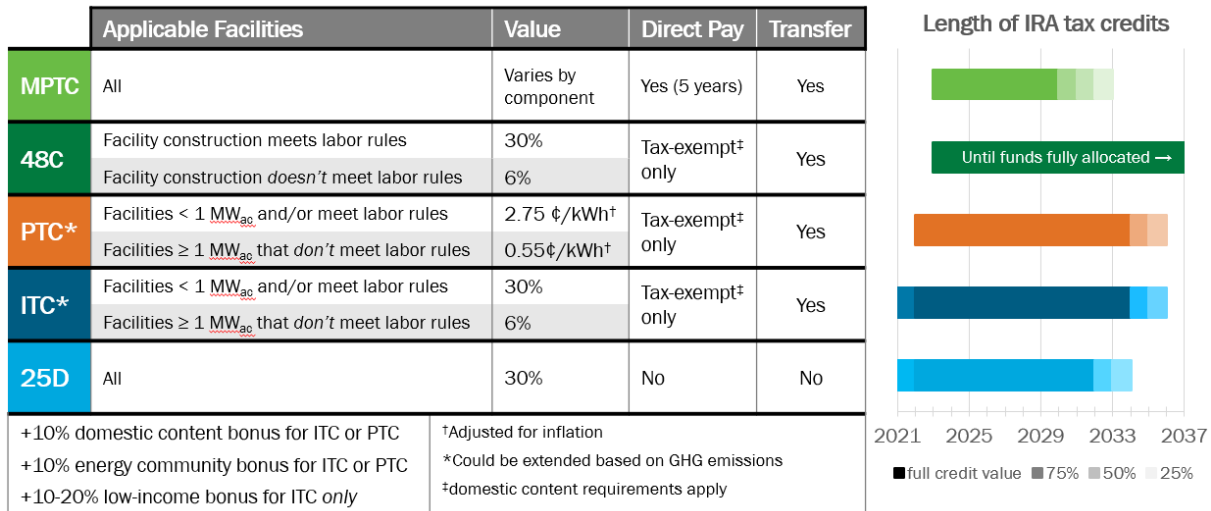 Applicable Facilities Value Direct Pay Transfer
MPTC All Varies by component Yes (5 years) Yes
48C Facility construction meets labor rules 30% Tax-exempt‡ only Yes
Facility construction doesn't meet labor rules 6%
PTC* Facilities < 1 MWac and/or meet labor rules 2.75 ¢/kWh† Tax-exempt‡ only Yes
Facilities ≥ 1 MWac that don't meet labor rules 0.55¢/kWh†
ITC* Facilities < 1 MWac and/or meet labor rules 30% Tax-exempt‡ only Yes
Facilities ≥ 1 MWac that don't meet labor rules 6%
25D All 30% No No
+10% domestic content bonus for ITC or PTC
+10% energy community bonus for ITC or PTC
+10-20% low-income bonus for ITC only
†Adjusted for inflation
*Could be extended based on GHG emissions
‡domestic content requirements apply
Length of IRA tax credits
Until funds fully allocated →
2021 2025 2029 2033 2037
full credit value 75% 50% 25%